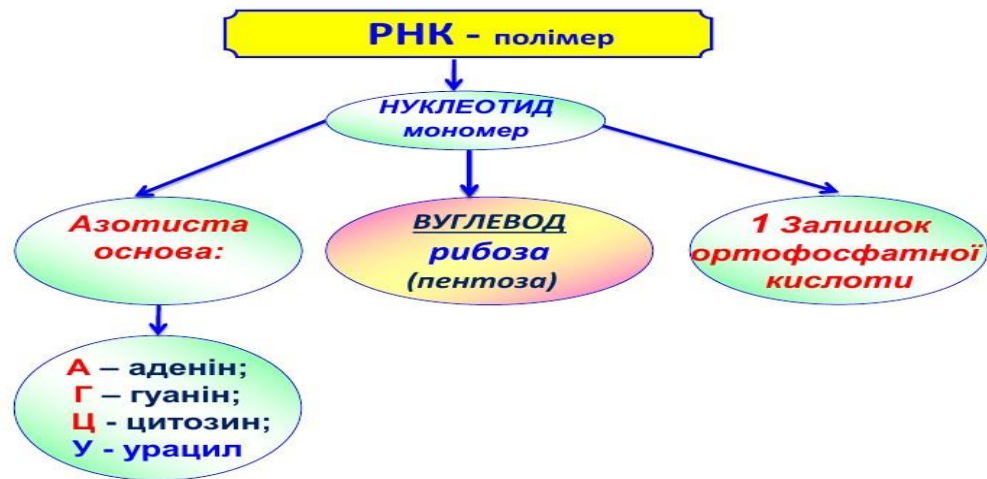 РНК - полімер
НУКЛЕОТИД
мономер
Азотиста
основа:
ВУГЛЕВОД
рибоза
(пентоза)
1 Залишок
ортофосфатної
кислоти
А – аденін;
Г – гуанін;
Ц - цитозин;
У - урацил